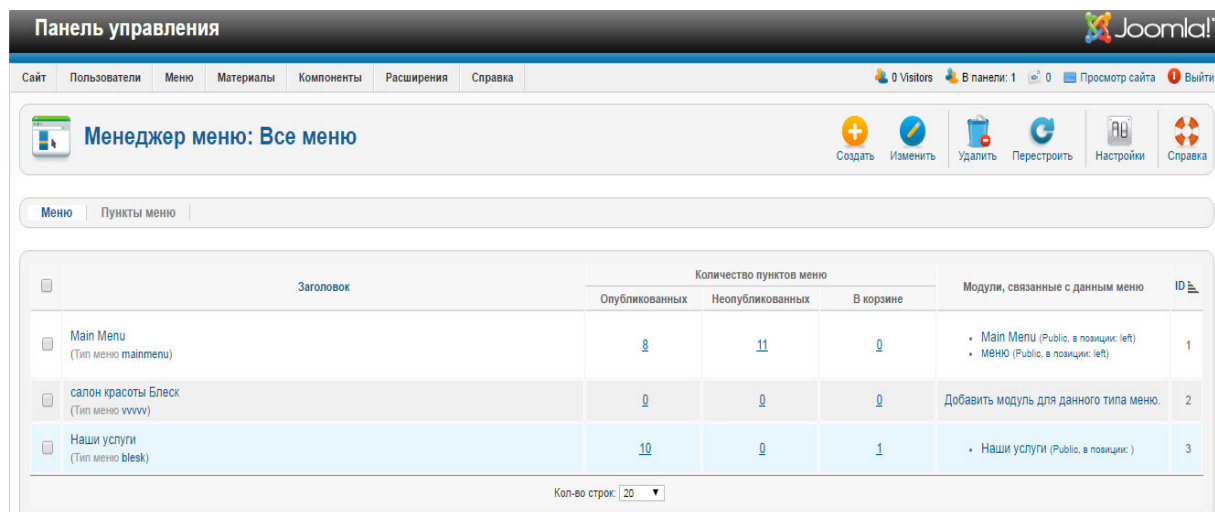 Панель управления
Joomla!
Сайт Пользователи Меню Материалы Компоненты Расширения Справка 0 Visitors В панели: 1 0 Просмотр сайта Выйти
Менеджер меню: Все меню
Создать Изменить Удалить Перестроить Настройки Справка
Меню Пункты меню
Заголовок
Количество пунктов меню
Опубликованных Неопубликованных В корзине
Модули, связанные с данным меню
ID
Main Menu
(Тип меню mainmenu)
8 11 0
• Main Menu (Public, в позиции: left)
• меню (Public, в позиции: left)
1
салон красоты Блеск
(Тип меню vvvvv)
0 0 0
Добавить модуль для данного типа меню.
2
Наши услуги
(Тип меню blesk)
10 0 1
• Наши услуги (Public, в позиции: )
3
Кол-во строк: 20